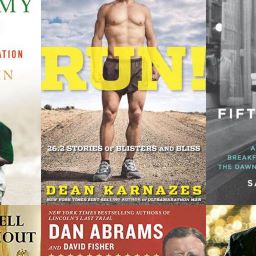 MY
ATION
IN
RUN!
26.2 STORIES OF BLISTERS AND BLISS
DEAN KARNAZES
NEW YORK TIMES BEST-SELLING AUTHOR OF ULTRAMARATHON MAN
FIFT
A
BREAKF
THE DAWN
SA
ELL
OUT
NEW YORK TIMES BESTSELLING AUTHORS OF
LINCOLN'S LAST TRIAL
DAN ABRAMS
AND DAVID FISHER